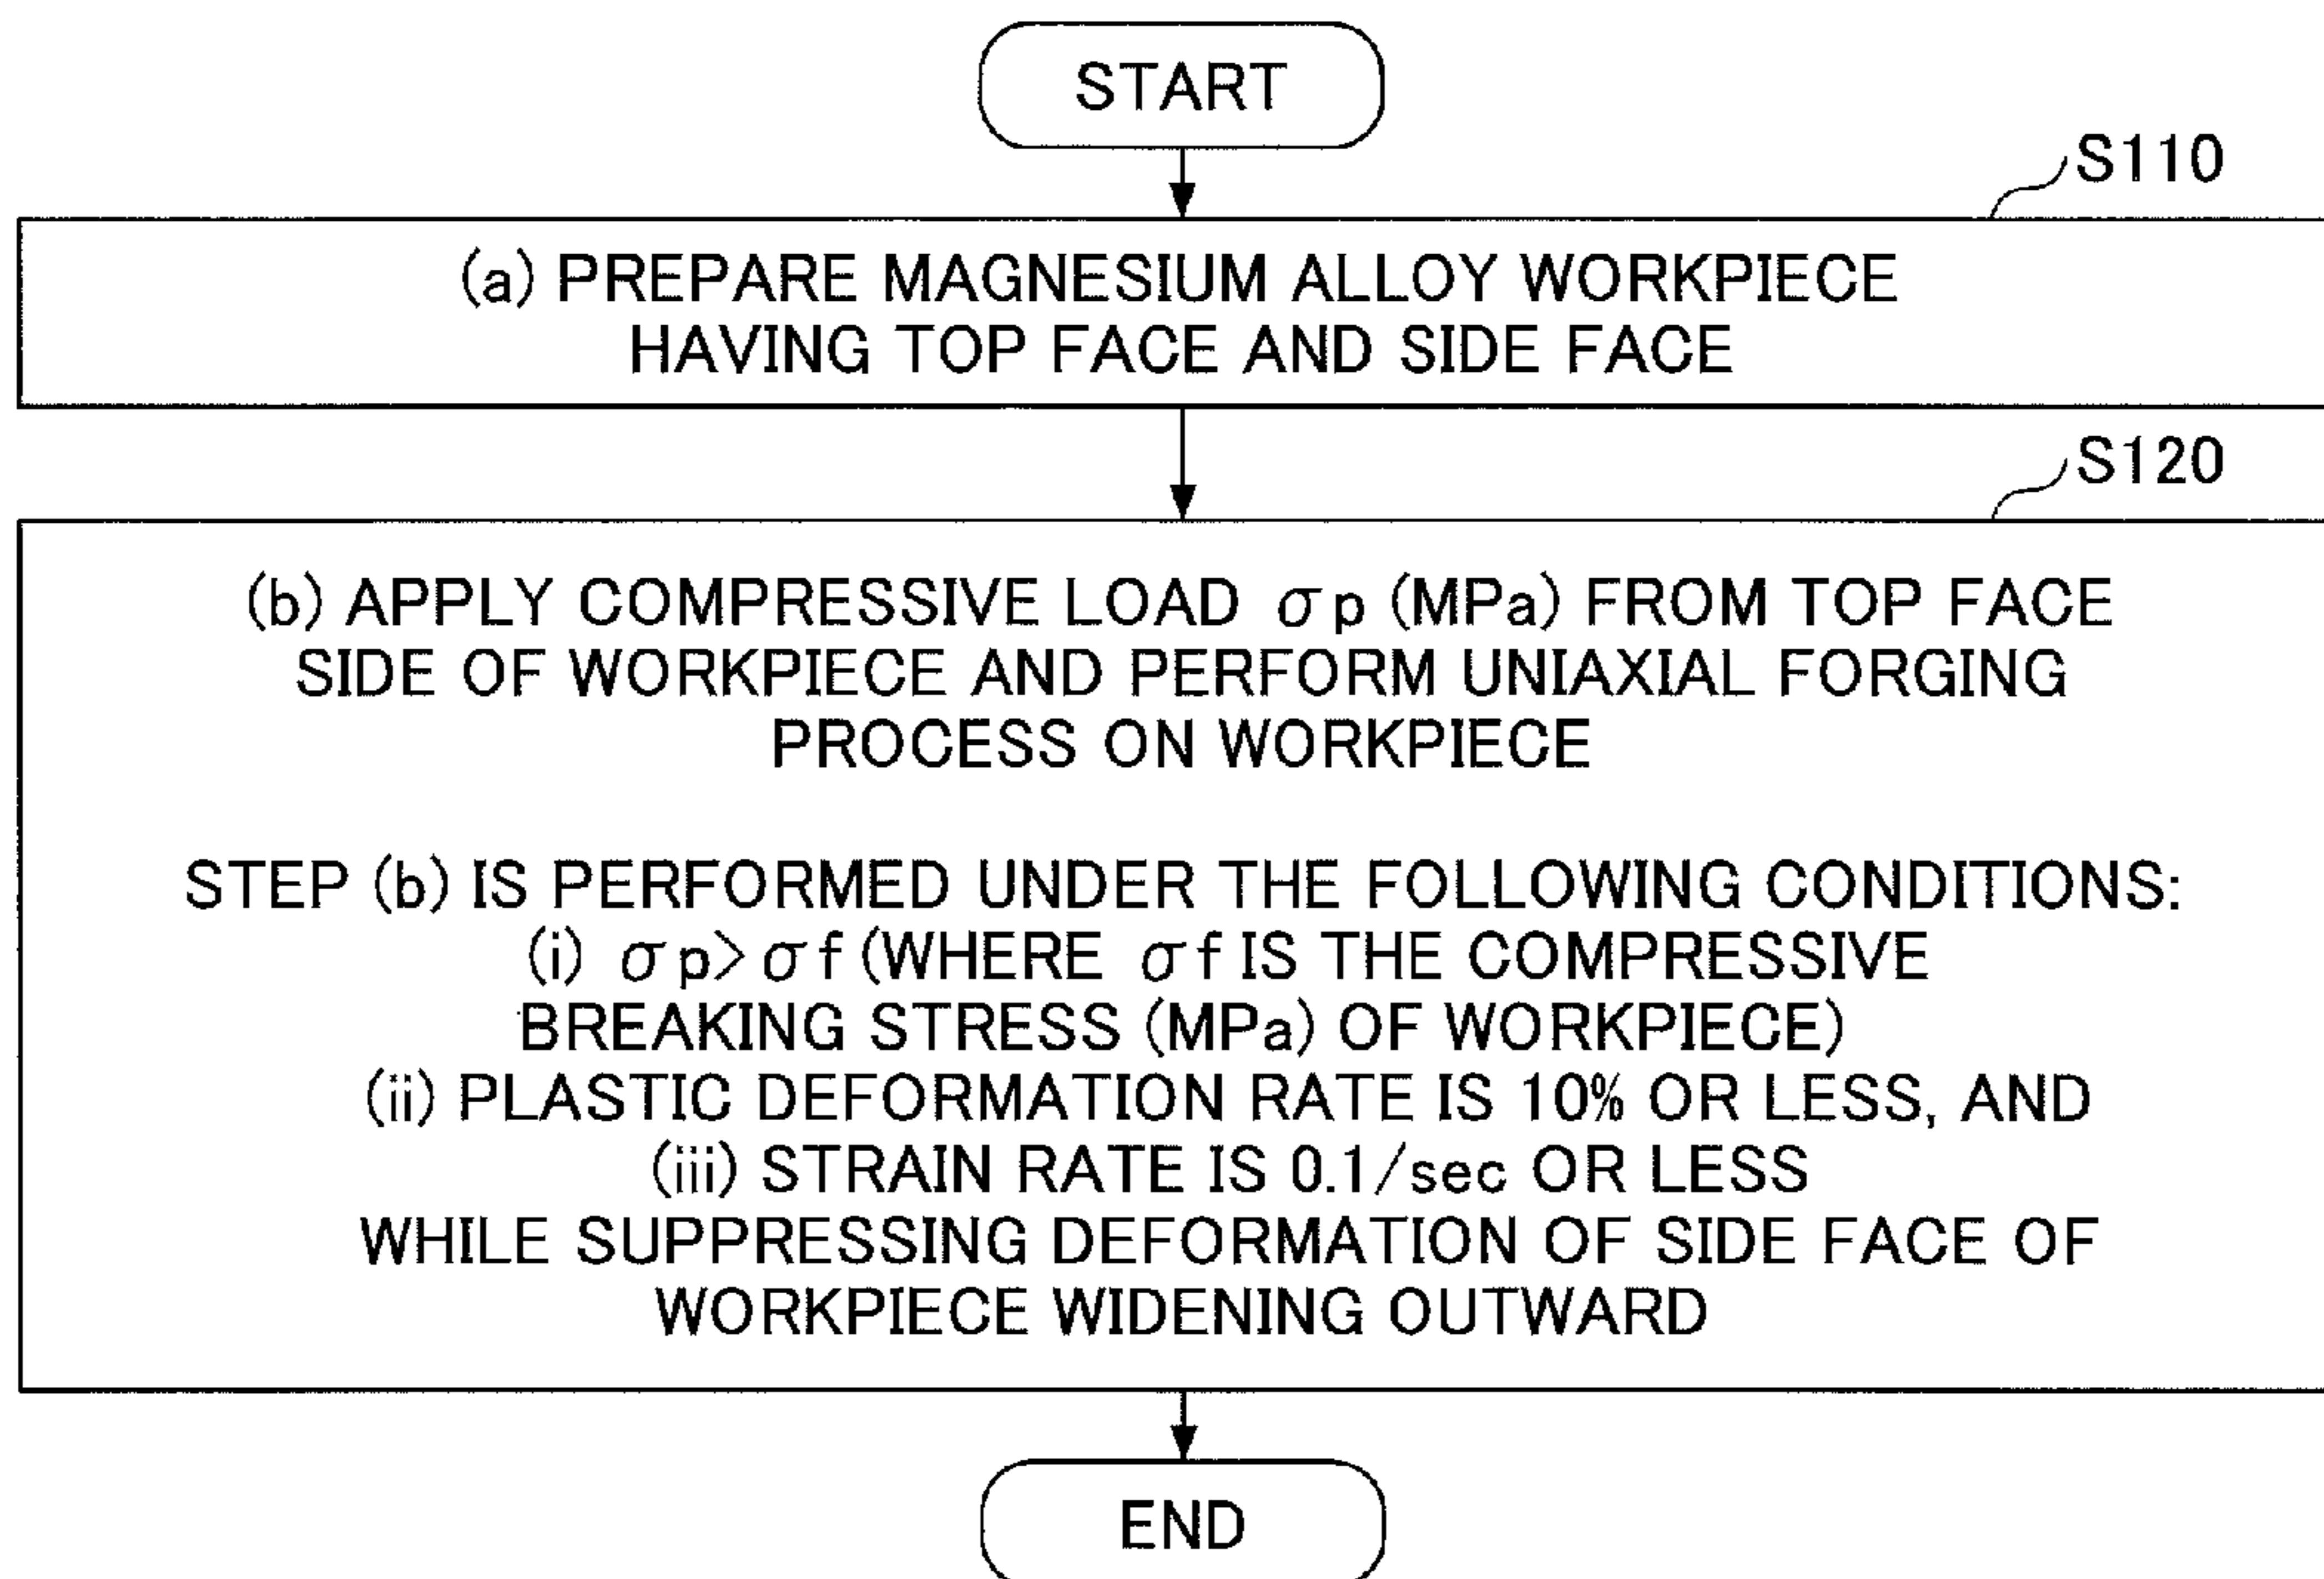 START
S110
(a) PREPARE MAGNESIUM ALLOY WORKPIECE
HAVING TOP FACE AND SIDE FACE
S120
(b) APPLY COMPRESSIVE LOAD σp (MPa) FROM TOP FACE
SIDE OF WORKPIECE AND PERFORM UNIAXIAL FORGING
PROCESS ON WORKPIECE
STEP (b) IS PERFORMED UNDER THE FOLLOWING CONDITIONS:
(i) σp> σf (WHERE σf IS THE COMPRESSIVE
BREAKING STRESS (MPa) OF WORKPIECE)
(ii) PLASTIC DEFORMATION RATE IS 10% OR LESS, AND
(iii) STRAIN RATE IS 0.1/sec OR LESS
WHILE SUPPRESSING DEFORMATION OF SIDE FACE OF
WORKPIECE WIDENING OUTWARD
END